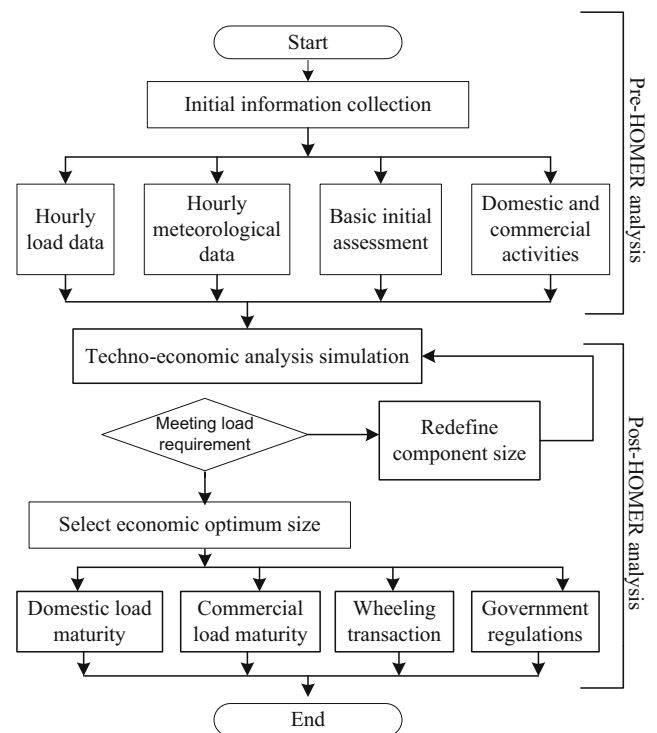 Start
Initial information collection
Hourly
load data
Hourly
meteorological
data
Basic initial
assessment
Domestic and
commercial
activities
Pre-HOMER analysis
Techno-economic analysis simulation
Meeting load
requirement
Redefine
component size
Select economic optimum size
Domestic load
maturity
Commercial
load maturity
Wheeling
transaction
Government
regulations
Post-HOMER analysis
End